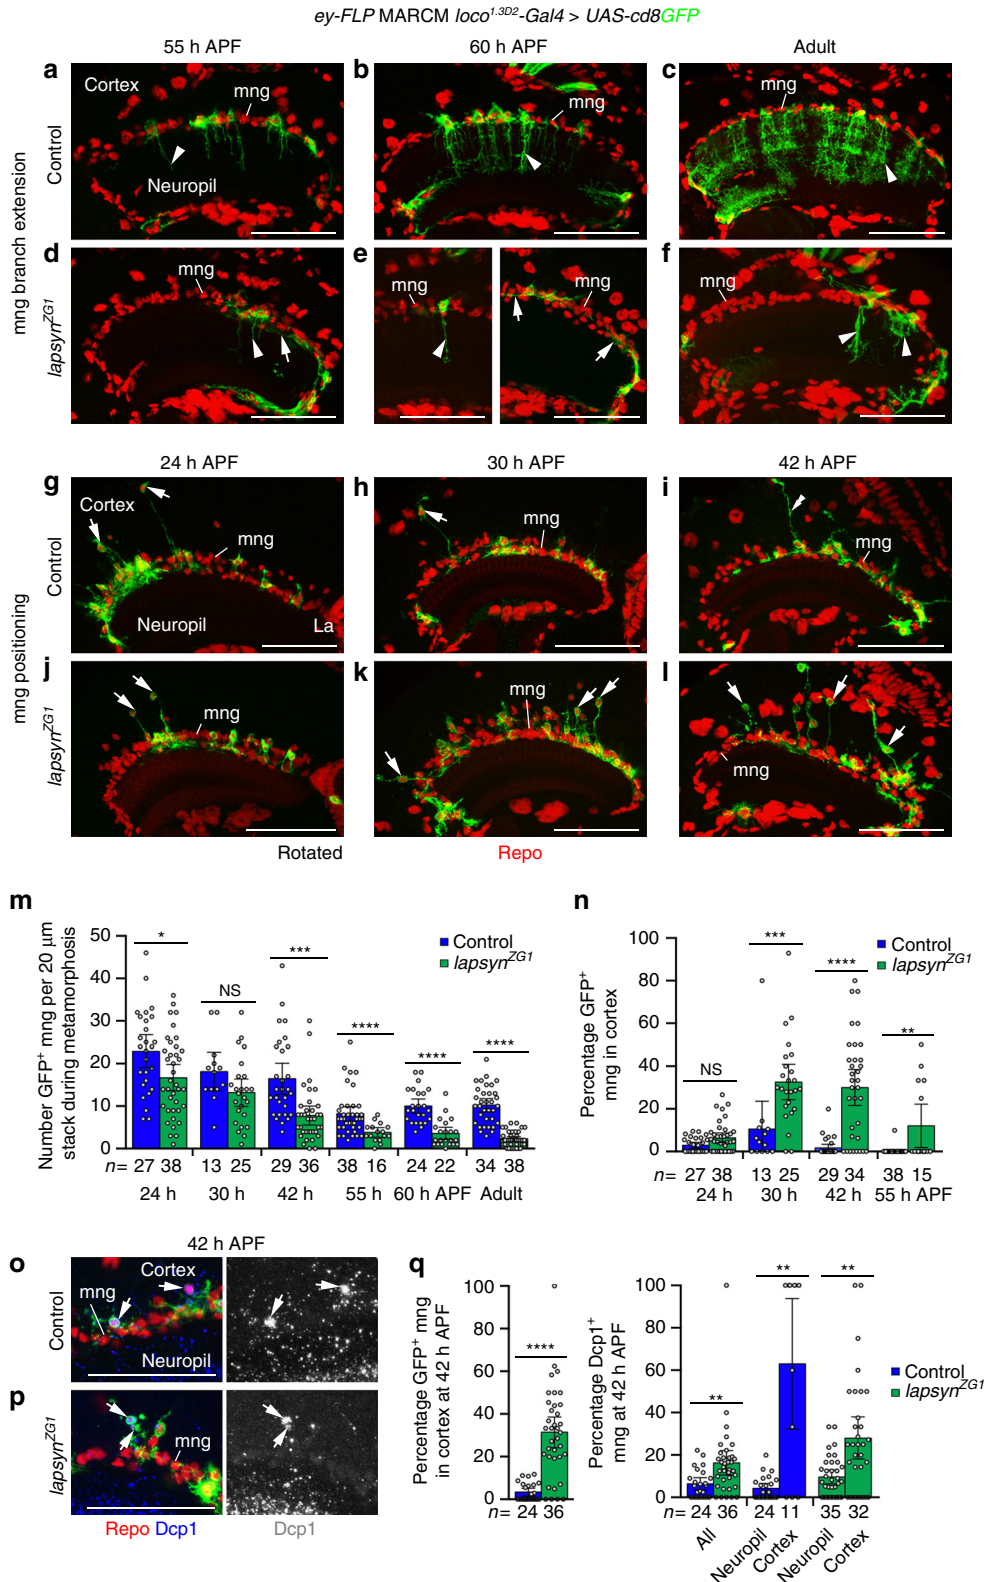 ey-FLP MARCM loco1.3D2-Gal4 > UAS-cd8GFP
55 h APF
60 h APF
Adult
mng branch extension
Control
a
Cortex
mng
Neuropil
b
mng
c
mng
lapsynZG1
d
mng
e
mng
mng
f
mng
24 h APF
30 h APF
42 h APF
mng positioning
Control
g
Cortex
mng
Neuropil
La
h
mng
i
mng
lapsynZG1
j
mng
k
mng
l
mng
Rotated
Repo
m
Number GFP+ mng per 20 µm
stack during metamorphosis
50
40
30
20
10
0
*
NS
***
****
****
****
Control
lapsynZG1
n= 27 38 13 25 29 36 38 16 24 22 34 38
24 h 30 h 42 h 55 h 60 h APF Adult
n
Percentage GFP+
mng in cortex
100
80
60
40
20
0
NS
***
****
**
Control
lapsynZG1
n= 27 38 13 25 29 34 38 15
24 h 30 h 42 h 55 h APF
42 h APF
o
Control
Cortex
mng
Neuropil
p
lapsynZG1
mng
Repo Dcp1
Dcp1
q
Percentage GFP+ mng
in cortex at 42 h APF
100
80
60
40
20
0
****
n= 24 36
Percentage Dcp1+
mng at 42 h APF
100
80
60
40
20
0
**
**
**
Control
lapsynZG1
n= 24 36 24 11 35 32
All
Neuropil
Cortex
Neuropil
Cortex